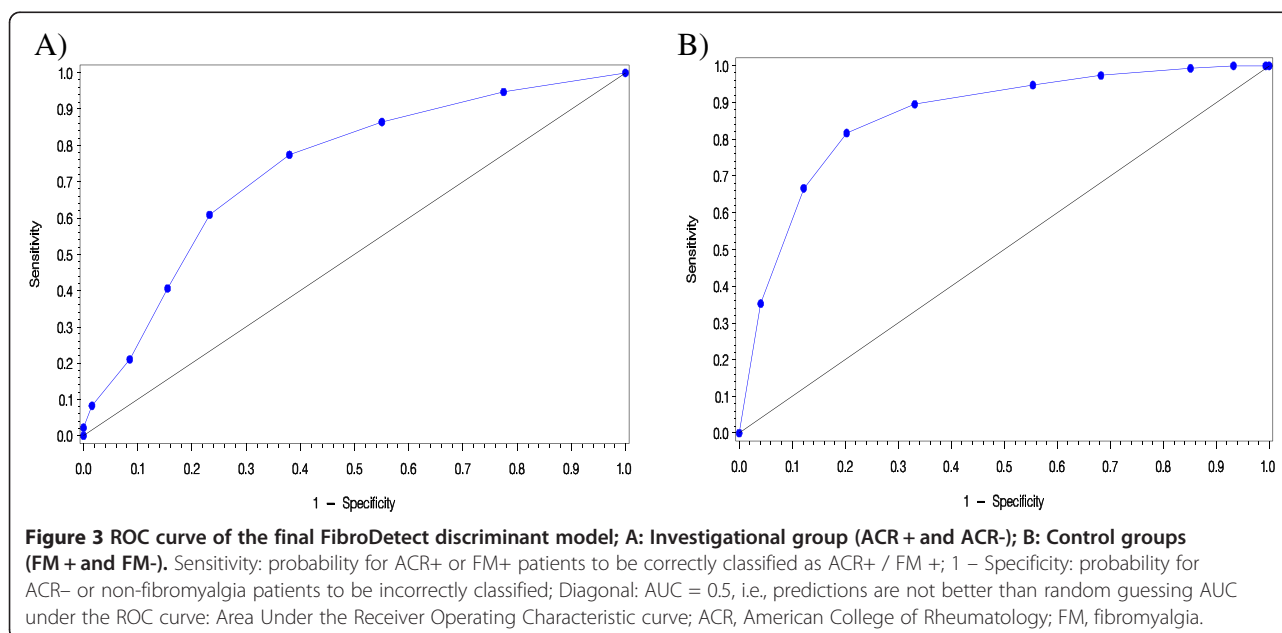 A)
1.0
0.9
0.8
0.7
0.6
0.5
0.4
0.3
0.2
0.1
0.0
Sensitivity
0.0 0.1 0.2 0.3 0.4 0.5 0.6 0.7 0.8 0.9 1.0
1 – Specificity
B)
1.0
0.9
0.8
0.7
0.6
0.5
0.4
0.3
0.2
0.1
0.0
Sensitivity
0.0 0.1 0.2 0.3 0.4 0.5 0.6 0.7 0.8 0.9 1.0
1 – Specificity
Figure 3 ROC curve of the final FibroDetect discriminant model; A: Investigational group (ACR + and ACR-); B: Control groups
(FM + and FM-). Sensitivity: probability for ACR+ or FM+ patients to be correctly classified as ACR+ / FM +; 1 – Specificity: probability for
ACR– or non-fibromyalgia patients to be incorrectly classified; Diagonal: AUC = 0.5, i.e., predictions are not better than random guessing AUC
under the ROC curve: Area Under the Receiver Operating Characteristic curve; ACR, American College of Rheumatology; FM, fibromyalgia.